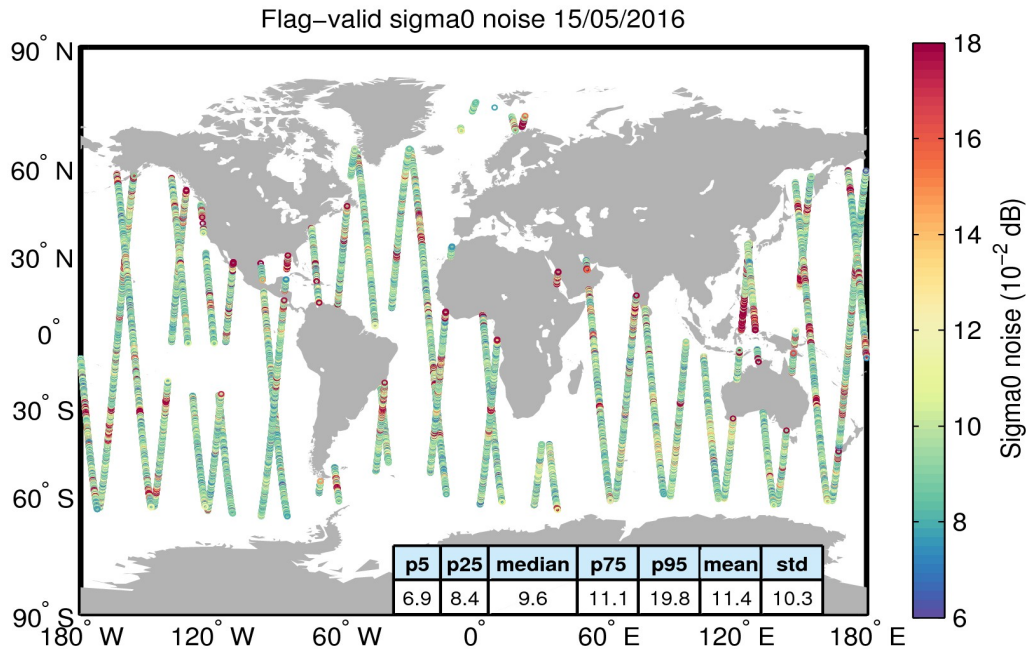 Flag−valid sigma0 noise 15/05/2016
90° N
60° N
30° N
0°
30° S
60° S
90° S
180° W
120° W
60° W
0°
60° E
120° E
180° E
p5 p25 median p75 p95 mean std
6.9 8.4 9.6 11.1 19.8 11.4 10.3
18
16
14
12
10
8
6
Sigma0 noise (10⁻² dB)